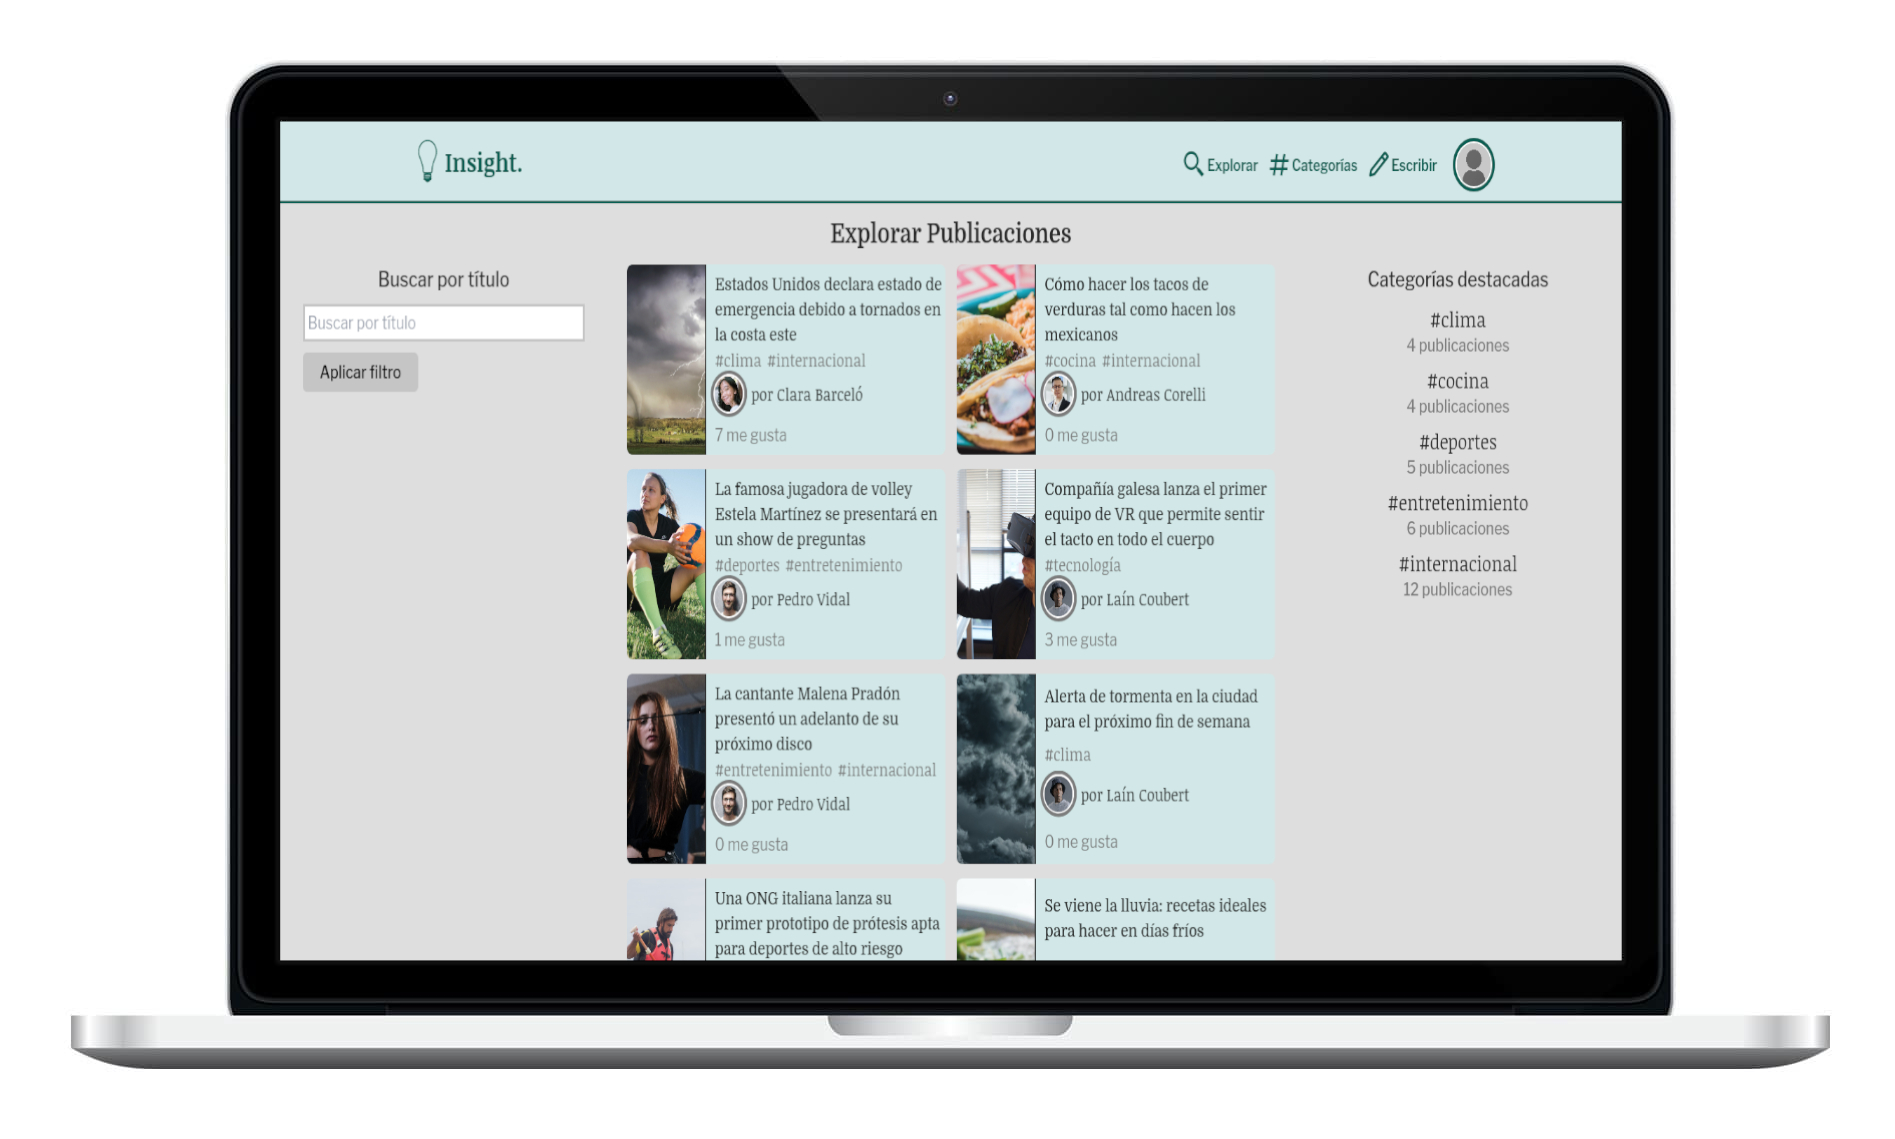 Insight.
Explorar
Categorías
Escribir
Explorar Publicaciones
Buscar por título
Buscar por título
Aplicar filtro
Estados Unidos declara estado de
emergencia debido a tornados en
la costa este
#clima #internacional
por Clara Barceló
7 me gusta
Cómo hacer los tacos de
verduras tal como hacen los
mexicanos
#cocina #internacional
por Andreas Corelli
0 me gusta
La famosa jugadora de volley
Estela Martínez se presentará en
un show de preguntas
#deportes #entretenimiento
por Pedro Vidal
1 me gusta
Compañía galesa lanza el primer
equipo de VR que permite sentir
el tacto en todo el cuerpo
#tecnología
por Laín Coubert
3 me gusta
La cantante Malena Pradón
presentó un adelanto de su
próximo disco
#entretenimiento #internacional
por Pedro Vidal
0 me gusta
Alerta de tormenta en la ciudad
para el próximo fin de semana
#clima
por Laín Coubert
0 me gusta
Una ONG italiana lanza su
primer prototipo de prótesis apta
para deportes de alto riesgo
Se viene la lluvia: recetas ideales
para hacer en días fríos
Categorías destacadas
#clima
4 publicaciones
#cocina
4 publicaciones
#deportes
5 publicaciones
#entretenimiento
6 publicaciones
#internacional
12 publicaciones